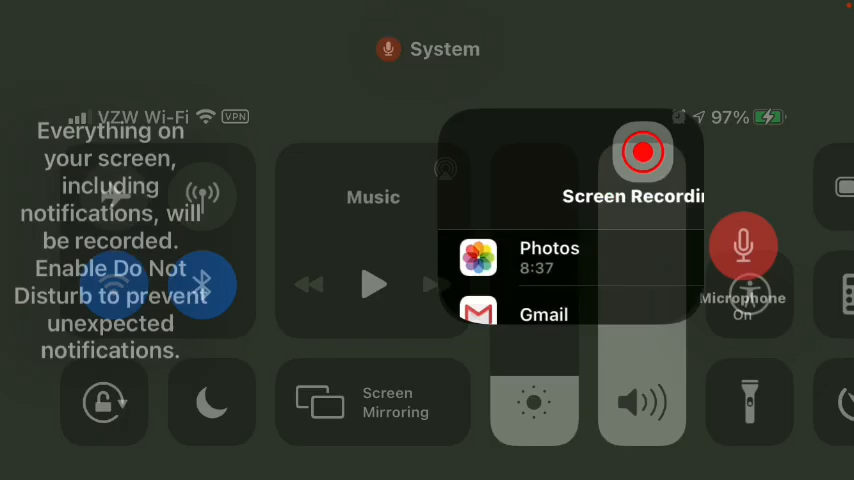 System
VZW Wi-Fi VPN 97%
Everything on
your screen,
including
notifications, will
be recorded.
Enable Do Not
Disturb to prevent
unexpected
notifications.
Music
Screen Recordin
Photos
8:37
Gmail
Microphone
On
Screen
Mirroring